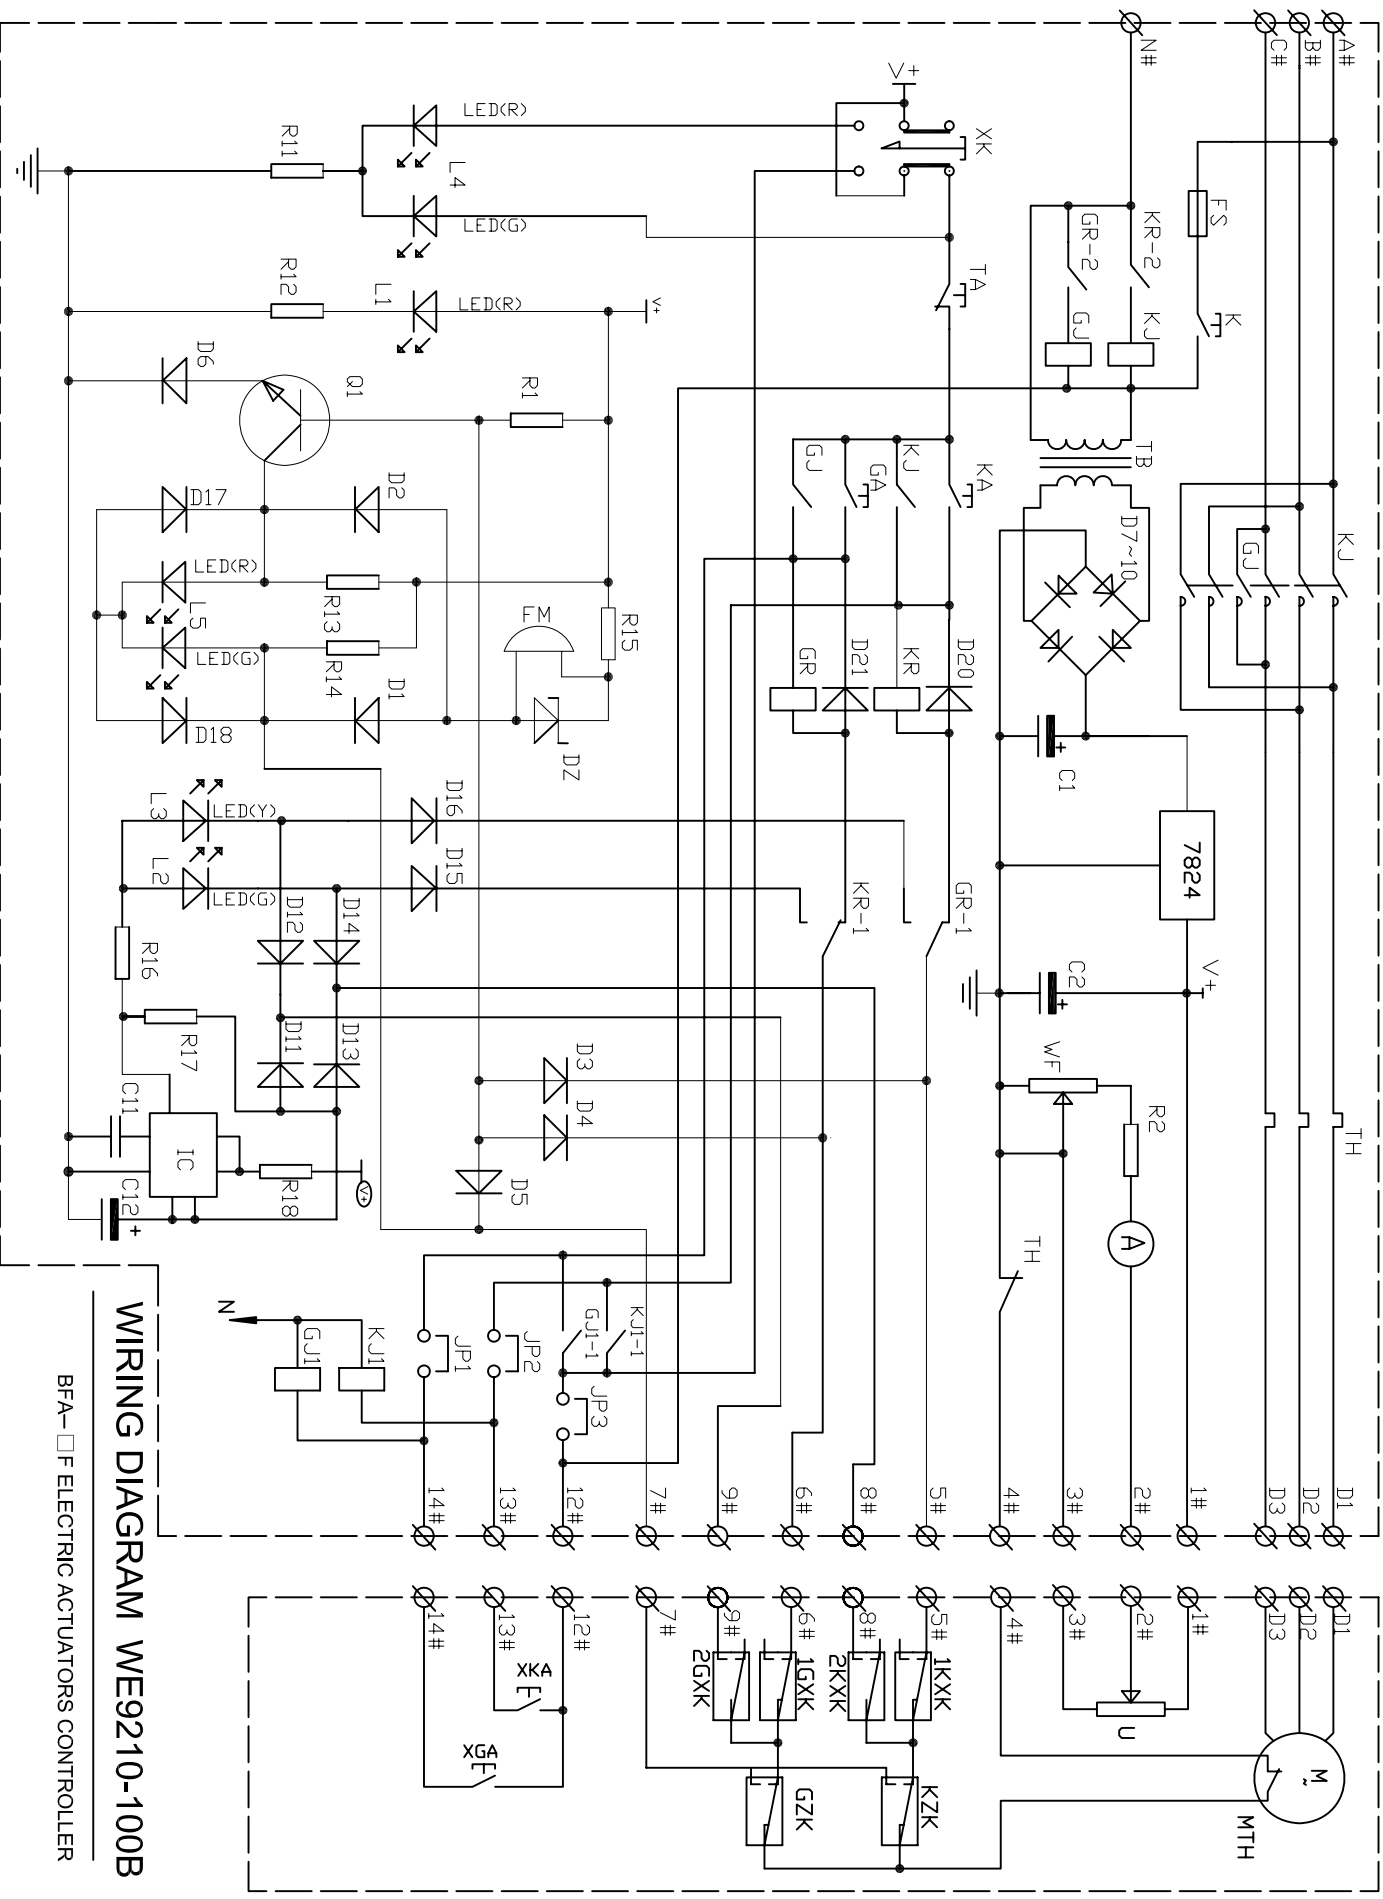 A#
B#
C#
N#
FS
K
KR-2
GR-2
KJ
GJ
TB
D7~10
KJ
GJ
C1
7824
V+
C2
WF
R2
A
TH
TH
D1
D2
D3
1#
2#
3#
4#
5#
8#
6#
9#
7#
12#
13#
14#
V+
XK
TA
KA
KJ
GA
GJ
D20
KR
D21
GR
GR-1
KR-1
LED(R)
L4
LED(G)
R11
V+
LED(R)
L1
R12
R1
Q1
D6
D2
D17
LED(R)
L5
LED(G)
R13
R14
R15
FM
D1
D18
DZ
D16
D15
LED(Y)
L3
LED(G)
L2
D12
D14
D11
D13
R16
R17
D3
D4
D5
C11
IC
R18
C12
+
V+
KJ1-1
GJ1-1
JP3
JP2
JP1
KJ1
GJ1
N
D1
D2
D3
1#
2#
3#
4#
5#
8#
6#
9#
7#
12#
13#
14#
M
~
MTH
U
1KXK
2KXK
1GXK
2GXK
KZK
GZK
XKA
XGA
WIRING DIAGRAM WE9210-100B
BFA-□F ELECTRIC ACTUATORS CONTROLLER